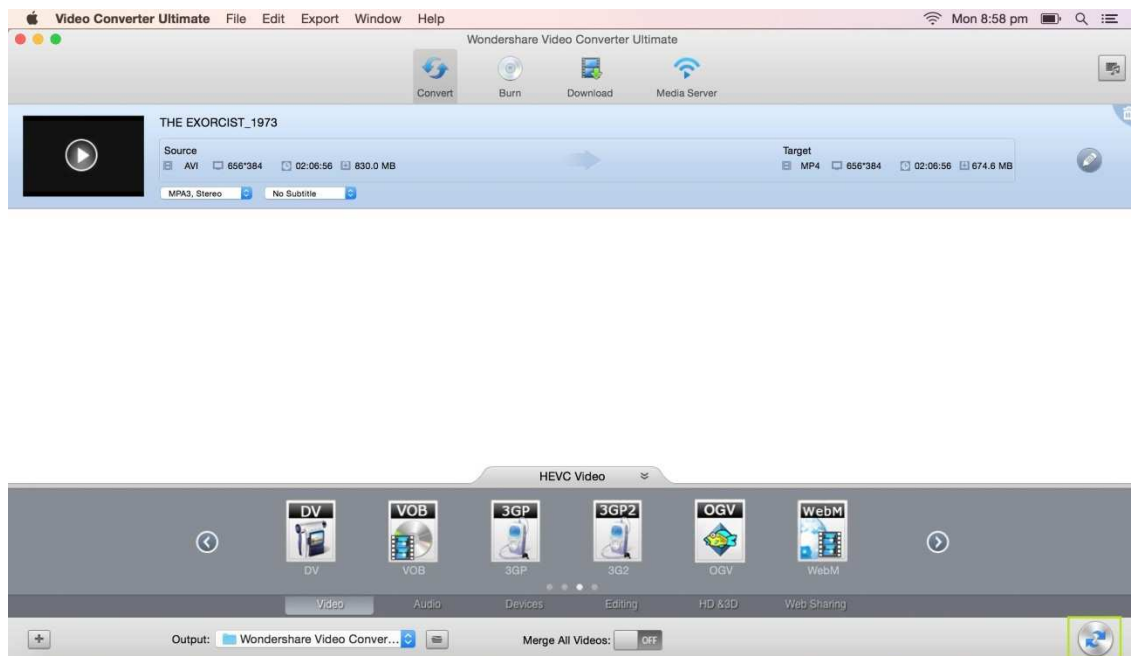 Video Converter Ultimate File Edit Export Window Help Mon 8:58 pm
Wondershare Video Converter Ultimate
Convert Burn Download Media Server
THE EXORCIST_1973
Source Target
AVI 656*384 02:06:56 830.0 MB MP4 656*384 02:06:56 674.6 MB
MPA3, Stereo No Subtitle
HEVC Video
DV VOB 3GP 3GP2 OGV WebM
DV VOB 3GP 3G2 OGV WebM
Video Audio Devices Editing HD &3D Web Sharing
Output: Wondershare Video Conver... Merge All Videos: OFF